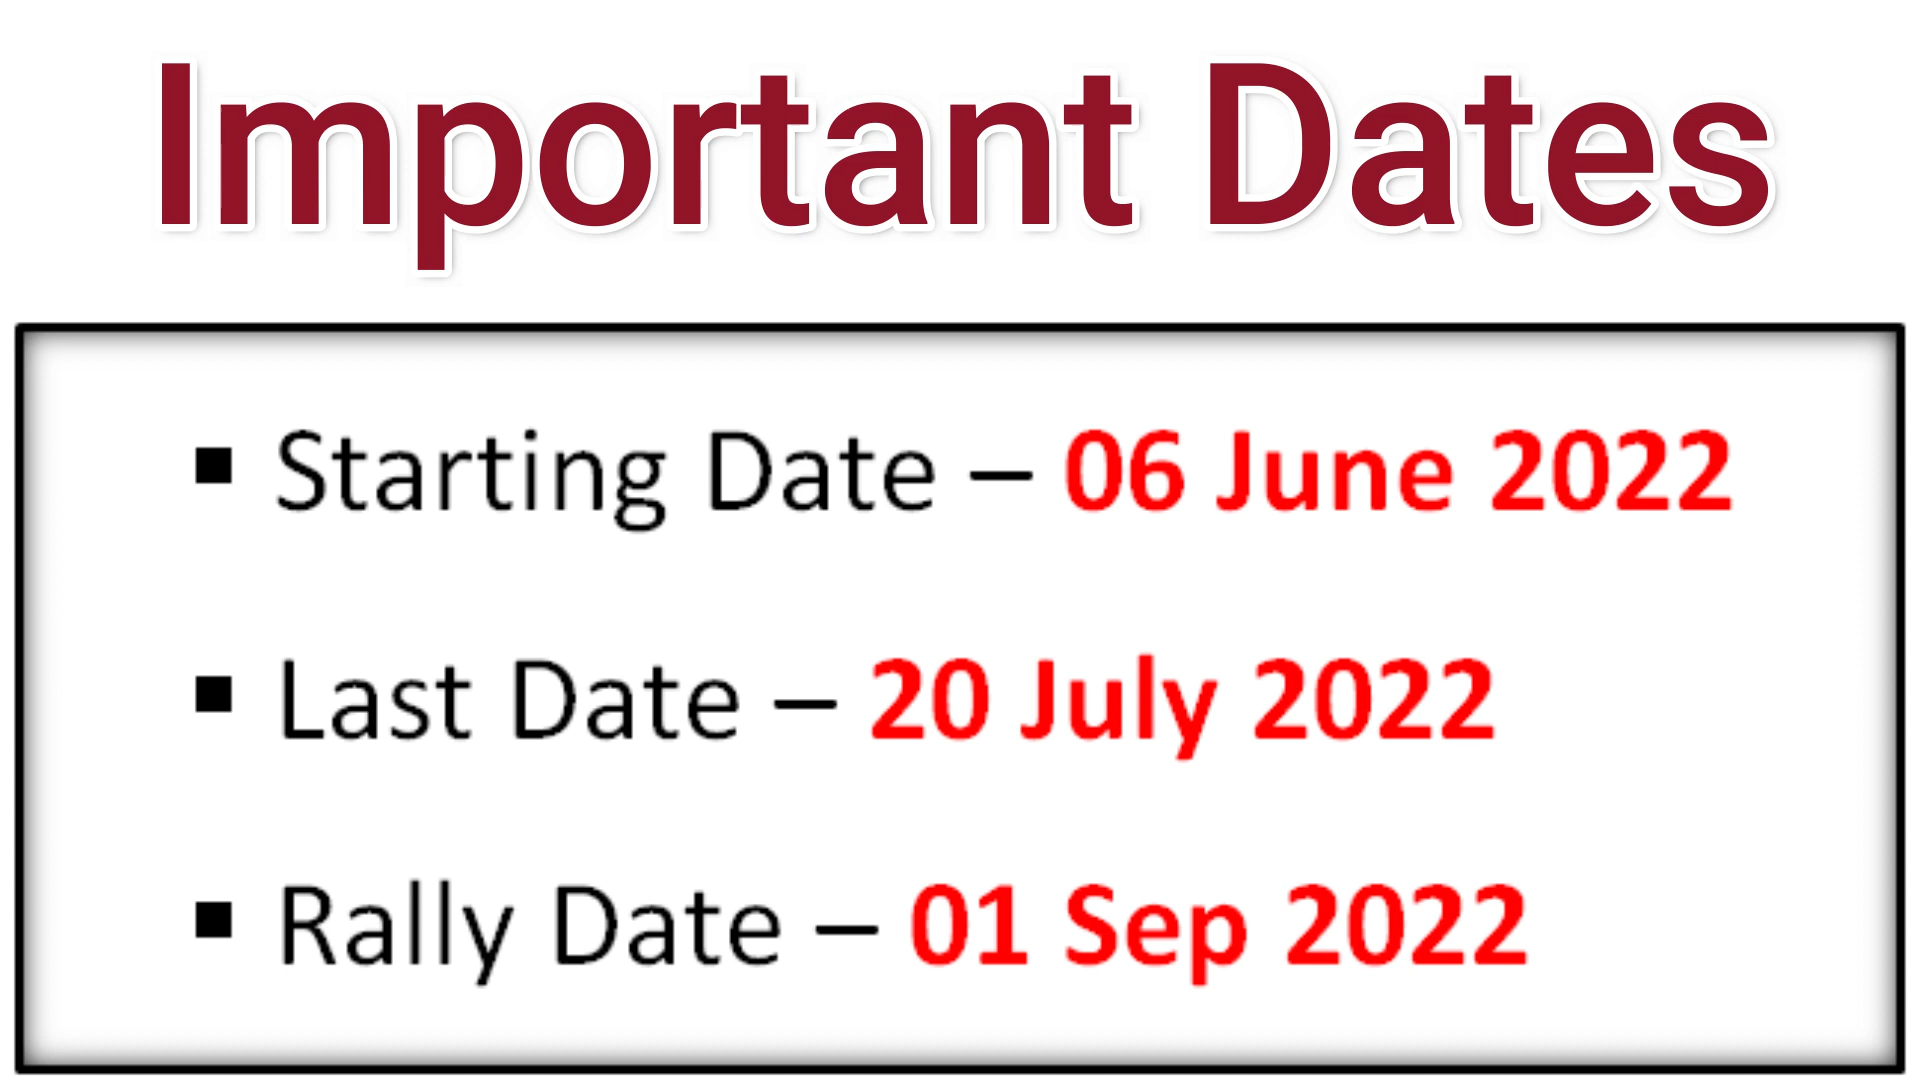 Important Dates
▪ Starting Date – 06 June 2022
▪ Last Date – 20 July 2022
▪ Rally Date – 01 Sep 2022